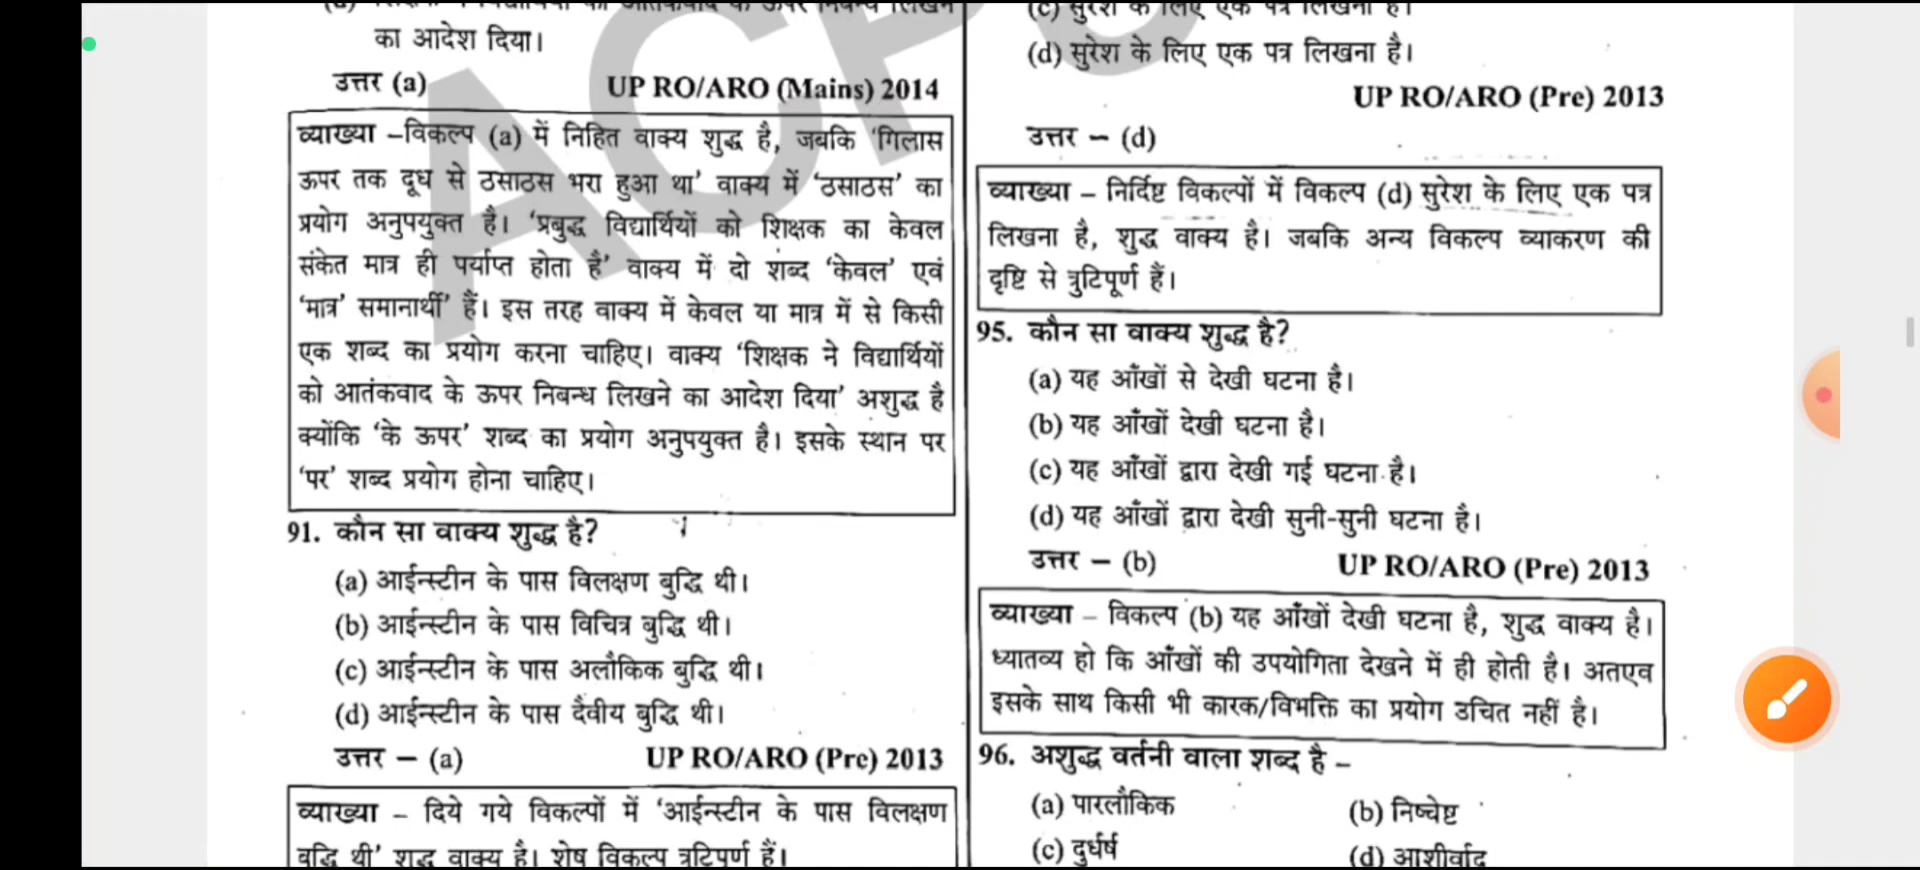 का आदेश दिया।
उत्तर (a) UP RO/ARO (Mains) 2014
व्याख्या –विकल्प (a) में निहित वाक्य शुद्ध है, जबकि 'गिलास
ऊपर तक दूध से ठसाठस भरा हुआ था' वाक्य में 'ठसाठस' का
प्रयोग अनुपयुक्त है। 'प्रबुद्ध विद्यार्थियों को शिक्षक का केवल
संकेत मात्र ही पर्याप्त होता है' वाक्य में दो शब्द 'केवल' एवं
'मात्र' समानार्थी' हैं। इस तरह वाक्य में केवल या मात्र में से किसी
एक शब्द का प्रयोग करना चाहिए। वाक्य 'शिक्षक ने विद्यार्थियों
को आतंकवाद के ऊपर निबन्ध लिखने का आदेश दिया' अशुद्ध है
क्योंकि 'के ऊपर' शब्द का प्रयोग अनुपयुक्त है। इसके स्थान पर
'पर' शब्द प्रयोग होना चाहिए।
91. कौन सा वाक्य शुद्ध है?
(a) आईन्स्टीन के पास विलक्षण बुद्धि थी।
(b) आईन्स्टीन के पास विचित्र बुद्धि थी।
(c) आईन्स्टीन के पास अलौकिक बुद्धि थी।
(d) आईन्स्टीन के पास दैवीय बुद्धि थी।
उत्तर – (a) UP RO/ARO (Pre) 2013
व्याख्या – दिये गये विकल्पों में 'आईन्स्टीन के पास विलक्षण
बुद्धि थी' शुद्ध वाक्य है। शेष विकल्प त्रुटिपूर्ण हैं।
(c) सुरेश के लिए एक पत्र लिखना है।
(d) सुरेश के लिए एक पत्र लिखना है।
UP RO/ARO (Pre) 2013
उत्तर – (d)
व्याख्या – निर्दिष्ट विकल्पों में विकल्प (d) सुरेश के लिए एक पत्र
लिखना है, शुद्ध वाक्य है। जबकि अन्य विकल्प व्याकरण की
दृष्टि से त्रुटिपूर्ण हैं।
95. कौन सा वाक्य शुद्ध है?
(a) यह आँखों से देखी घटना है।
(b) यह आँखों देखी घटना है।
(c) यह आँखों द्वारा देखी गई घटना है।
(d) यह आँखों द्वारा देखी सुनी-सुनी घटना है।
उत्तर – (b) UP RO/ARO (Pre) 2013
व्याख्या – विकल्प (b) यह आँखों देखी घटना है, शुद्ध वाक्य है।
ध्यातव्य हो कि आँखों की उपयोगिता देखने में ही होती है। अतएव
इसके साथ किसी भी कारक/विभक्ति का प्रयोग उचित नहीं है।
96. अशुद्ध वर्तनी वाला शब्द है –
(a) पारलौकिक (b) निष्चेष्ट
(c) दुर्धर्ष (d) आशीर्वाद